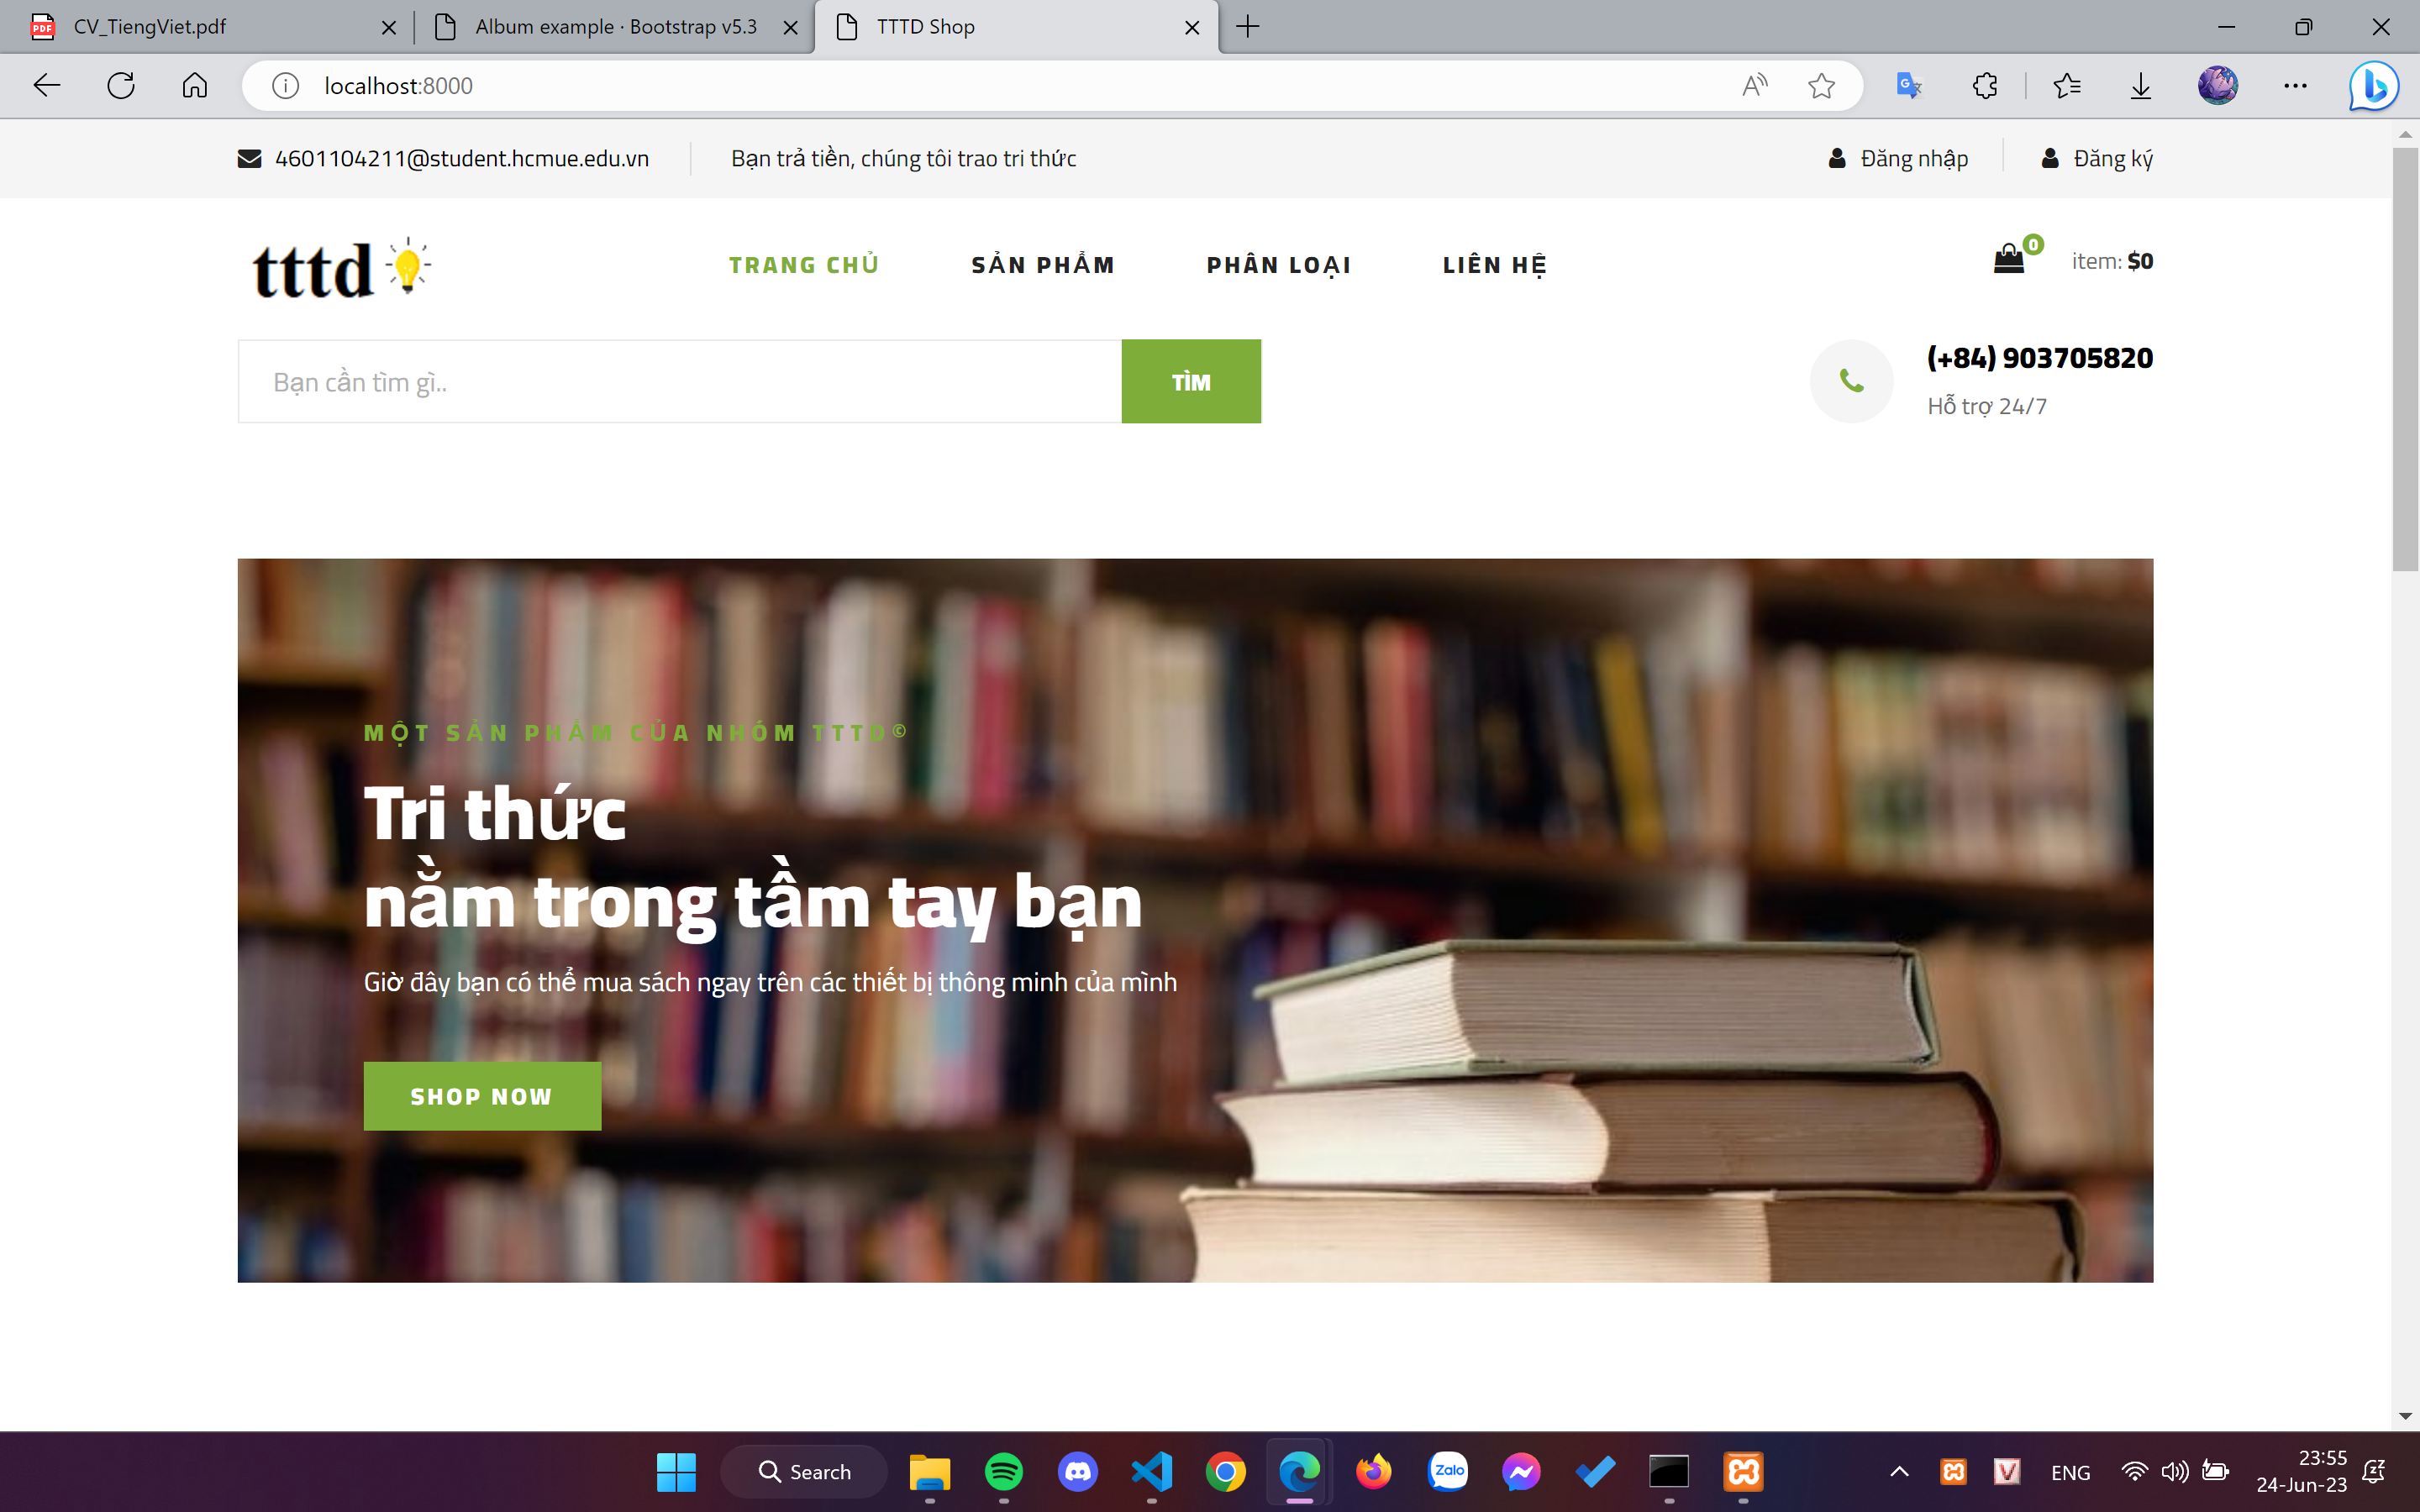 CV_TiengViet.pdf
Album example · Bootstrap v5.3
TTTD Shop
localhost:8000
4601104211@student.hcmue.edu.vn
Bạn trả tiền, chúng tôi trao tri thức
Đăng nhập
Đăng ký
tttd
TRANG CHỦ
SẢN PHẨM
PHÂN LOẠI
LIÊN HỆ
0
item: $0
Bạn cần tìm gì..
TÌM
(+84) 903705820
Hỗ trợ 24/7
MỘT SẢN PHẨM CỦA NHÓM TTTD©
Tri thức
nằm trong tầm tay bạn
Giờ đây bạn có thể mua sách ngay trên các thiết bị thông minh của mình
SHOP NOW
Search
Zalo
ENG
23:55
24-Jun-23